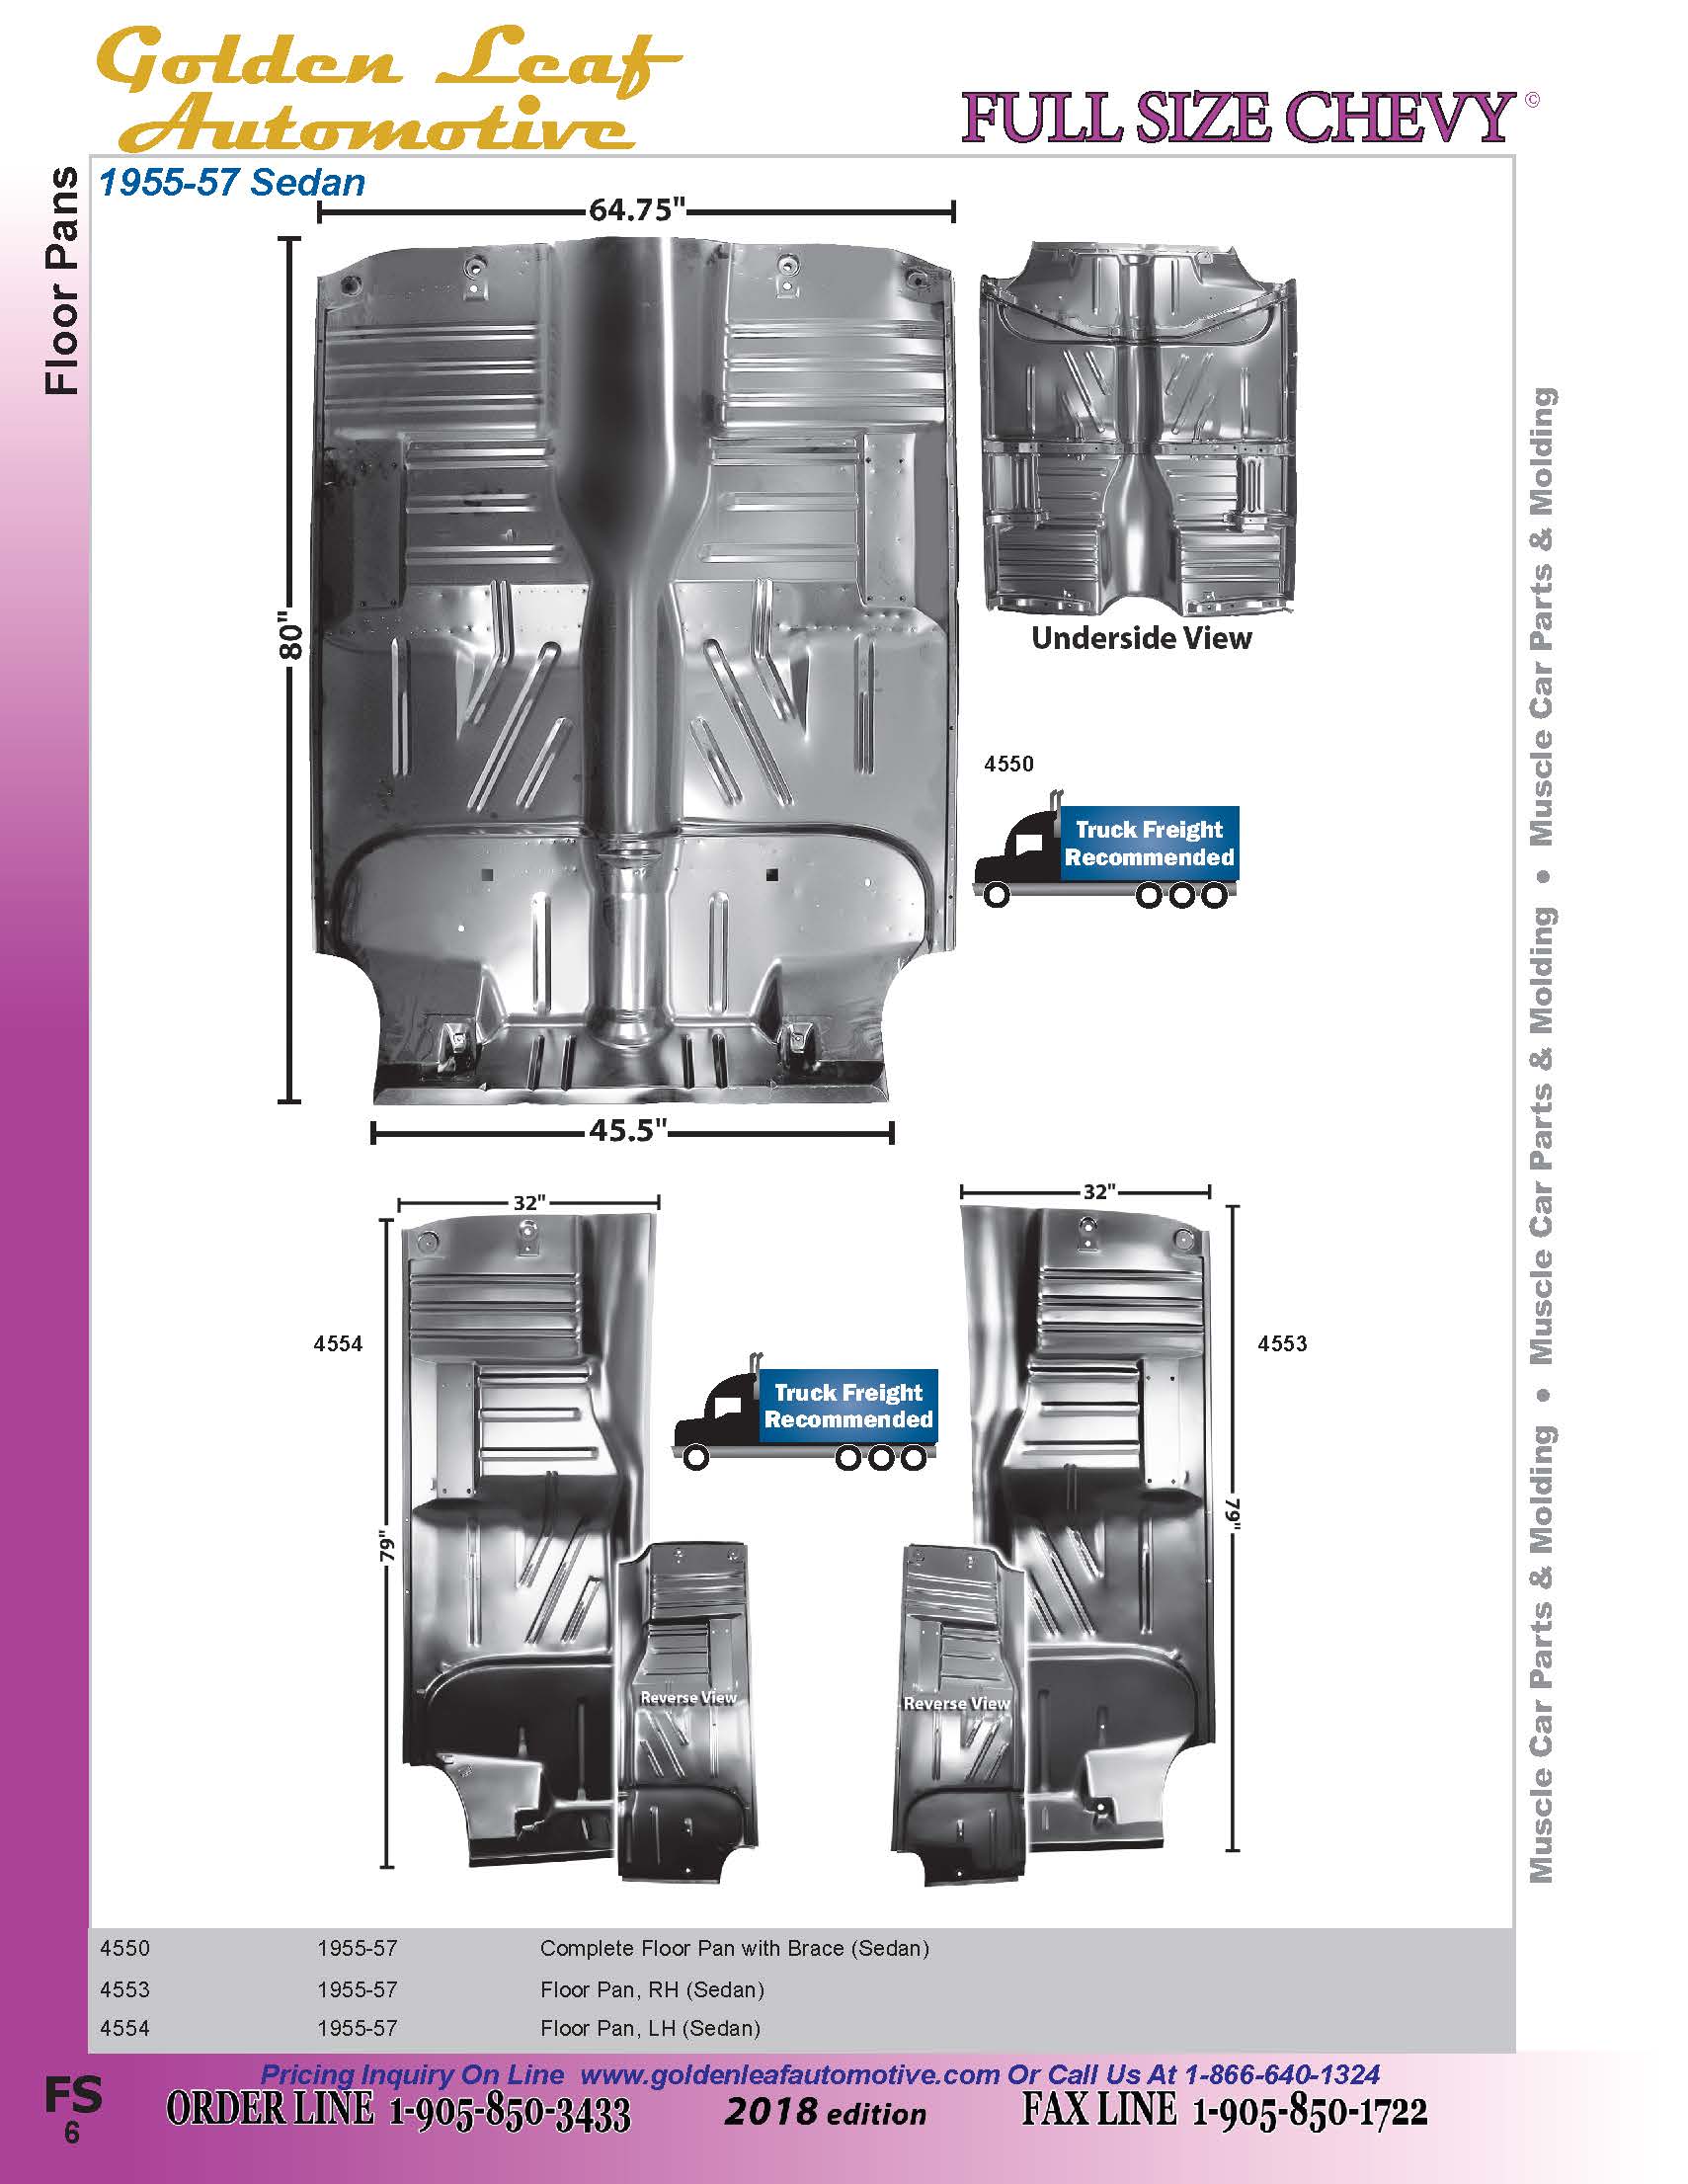 Golden Leaf
Automotive
FULL SIZE CHEVY©
Floor Pans
1955-57 Sedan
64.75"
80"
Underside View
4550
Truck Freight
Recommended
45.5"
32"
32"
4554
4553
Truck Freight
Recommended
79"
79"
Reverse View
Reverse View
Muscle Car Parts & Molding • Muscle Car Parts & Molding • Muscle Car Parts & Molding
4550 1955-57 Complete Floor Pan with Brace (Sedan)
4553 1955-57 Floor Pan, RH (Sedan)
4554 1955-57 Floor Pan, LH (Sedan)
Pricing Inquiry On Line www.goldenleafautomotive.com Or Call Us At 1-866-640-1324
FS
6
ORDER LINE 1-905-850-3433 2018 edition FAX LINE 1-905-850-1722